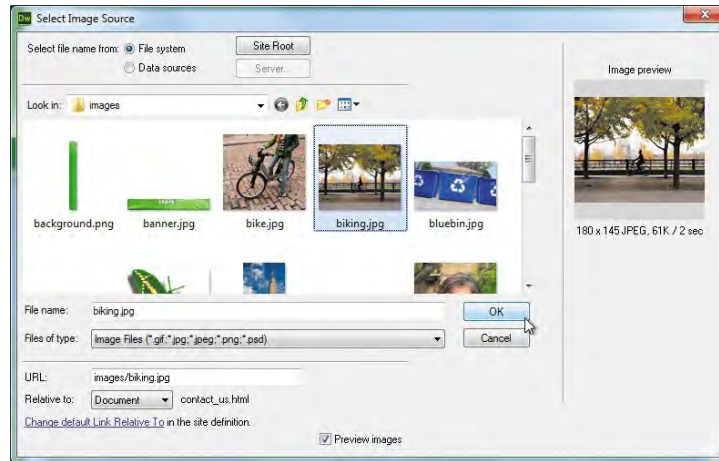 Dw Select Image Source
Select file name from: File system Site Root
Data sources Server...
Image preview
Look in: images
background.png banner.jpg bike.jpg biking.jpg bluebin.jpg
180 x 145 JPEG, 61K / 2 sec
File name: biking.jpg OK
Files of type: Image Files (*.gif;*.jpg;*.jpeg;*.png;*.psd) Cancel
URL: images/biking.jpg
Relative to: Document contact_us.html
Change default Link Relative To in the site definition.
Preview images